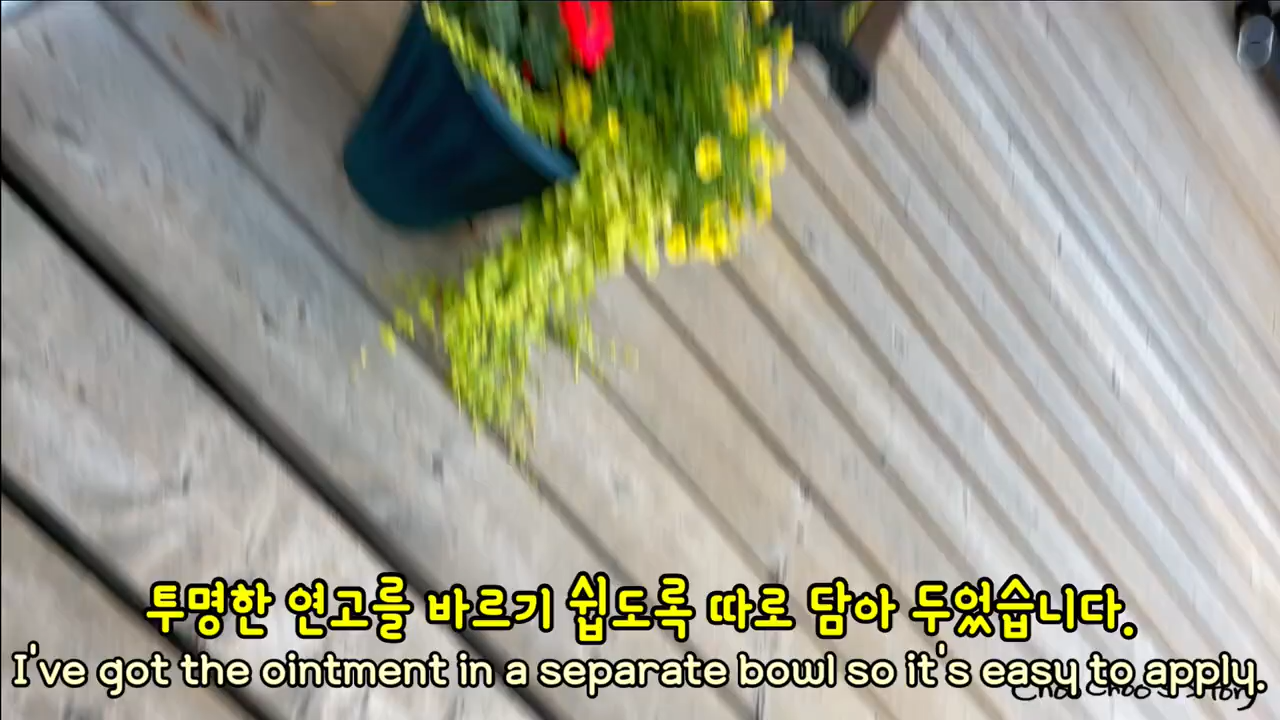 투명한 연고를 바르기 쉽도록 따로 담아 두었습니다.
I've got the ointment in a separate bowl so it's easy to apply.